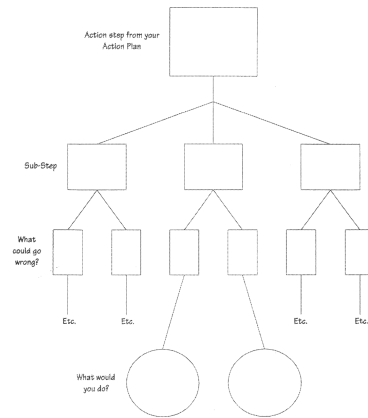 Action step from your
Action Plan
Sub-Step
What
could go
wrong?
Etc.
Etc.
Etc.
Etc.
What would
you do?